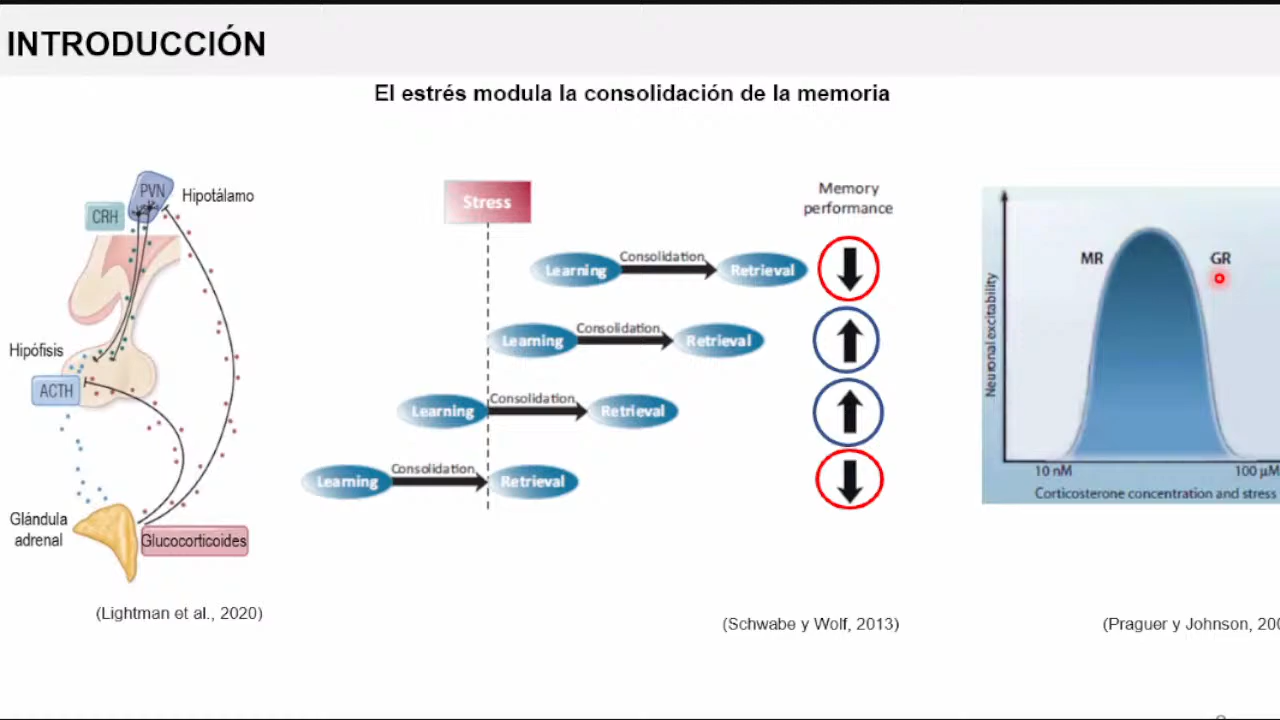 INTRODUCCIÓN
El estrés modula la consolidación de la memoria
PVN
Hipotálamo
CRH
Hipófisis
ACTH
Glándula
adrenal
Glucocorticoides
(Lightman et al., 2020)
Stress
Memory
performance
Learning
Consolidation
Retrieval
Learning
Consolidation
Retrieval
Learning
Consolidation
Retrieval
Learning
Consolidation
Retrieval
(Schwabe y Wolf, 2013)
MR
GR
Neuronal excitability
10 nM
100 µM
Corticosterone concentration and stress
(Praguer y Johnson, 200